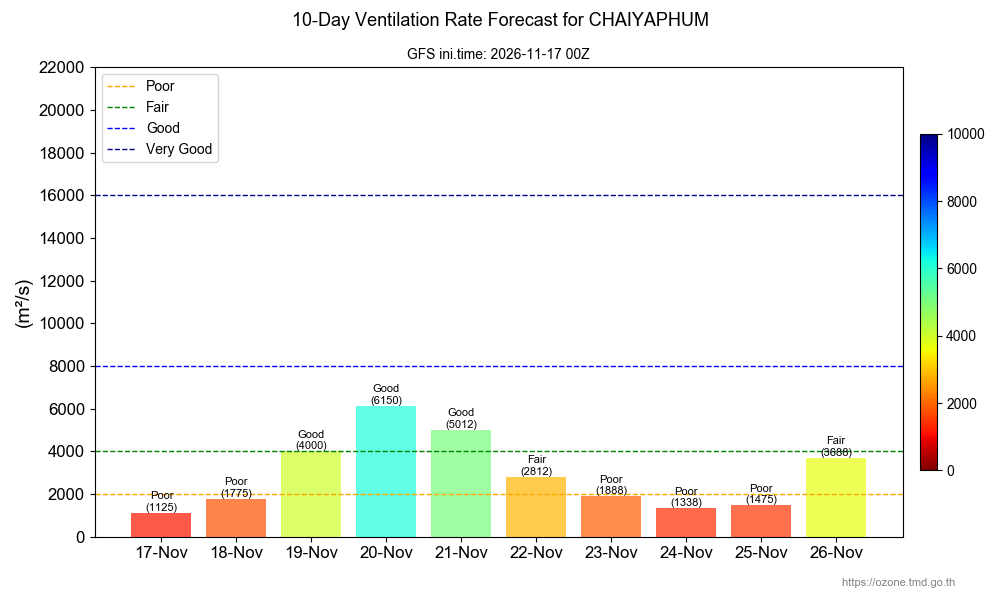 10-Day Ventilation Rate Forecast for CHAIYAPHUM
GFS ini.time: 2026-11-17 00Z
22000
20000
18000
16000
14000
12000
10000
8000
6000
4000
2000
0
(m²/s)
Poor
Fair
Good
Very Good
Poor
(1125)
Poor
(1775)
Good
(4000)
Good
(6150)
Good
(5012)
Fair
(2812)
Poor
(1888)
Poor
(1338)
Poor
(1475)
Fair
(3688)
17-Nov
18-Nov
19-Nov
20-Nov
21-Nov
22-Nov
23-Nov
24-Nov
25-Nov
26-Nov
10000
8000
6000
4000
2000
0
https://ozone.tmd.go.th